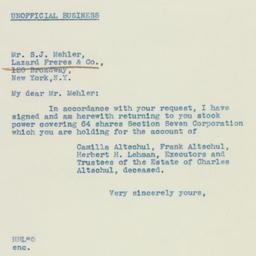 UNOFFICIAL BUSINESS
Mr. S.J. Mehler,
Lazard Freres & Co.,
120 Broadway,
New York,N.Y.
My dear Mr. Mehler:
In accordance with your request, I have
signed and am herewith returning to you stock
power covering 64 shares Section Seven Corporation
which you are holding for the account of
Camilla Altschul, Frank Altschul,
Herbert H. Lehman, Executors and
Trustees of the Estate of Charles
Altschul, deceased.
Very sincerely yours,
enc.